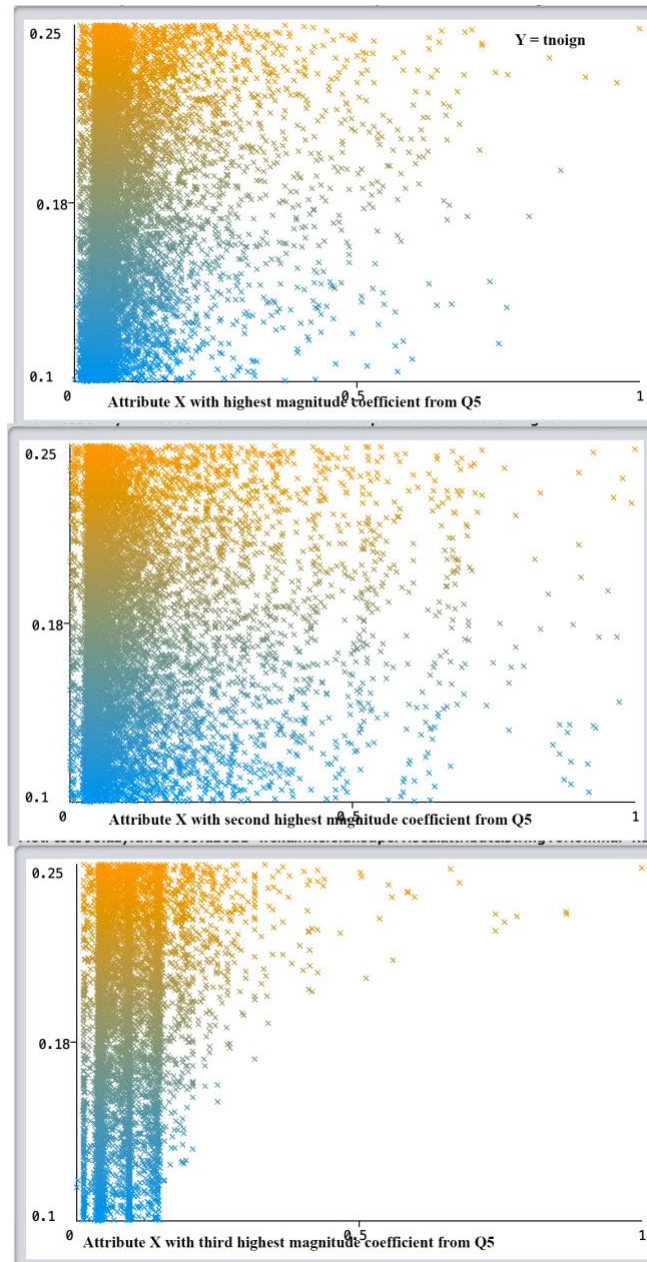 0.25
Y = tnoign
0.18
0.1
0 0.5 1
Attribute X with highest magnitude coefficient from Q5
0.25
0.18
0.1
0 0.5 1
Attribute X with second highest magnitude coefficient from Q5
0.25
0.18
0.1
0 0.5 1
Attribute X with third highest magnitude coefficient from Q5